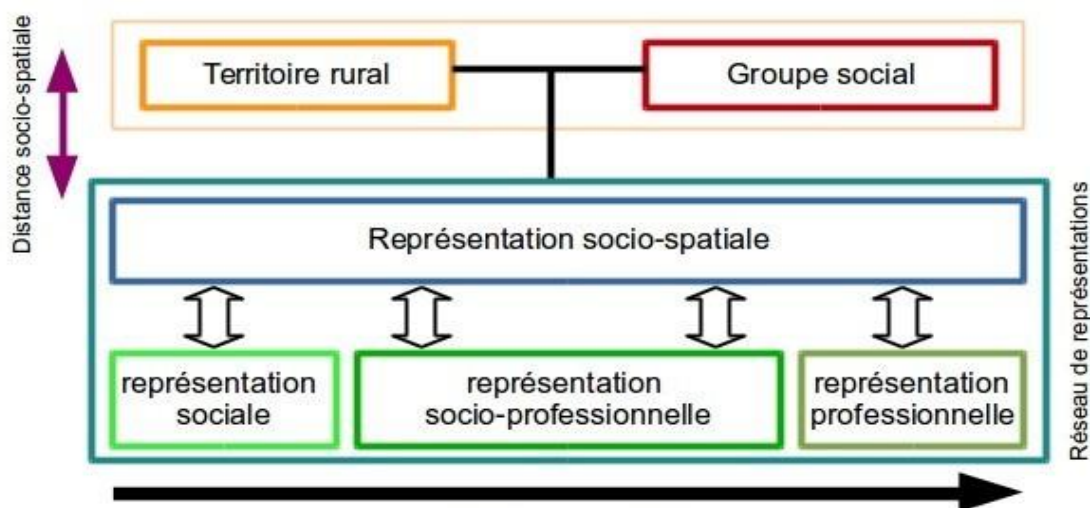 Distance socio-spatiale
Territoire rural
Groupe social
Représentation socio-spatiale
représentation
sociale
représentation
socio-professionnelle
représentation
professionnelle
Réseau de représentations